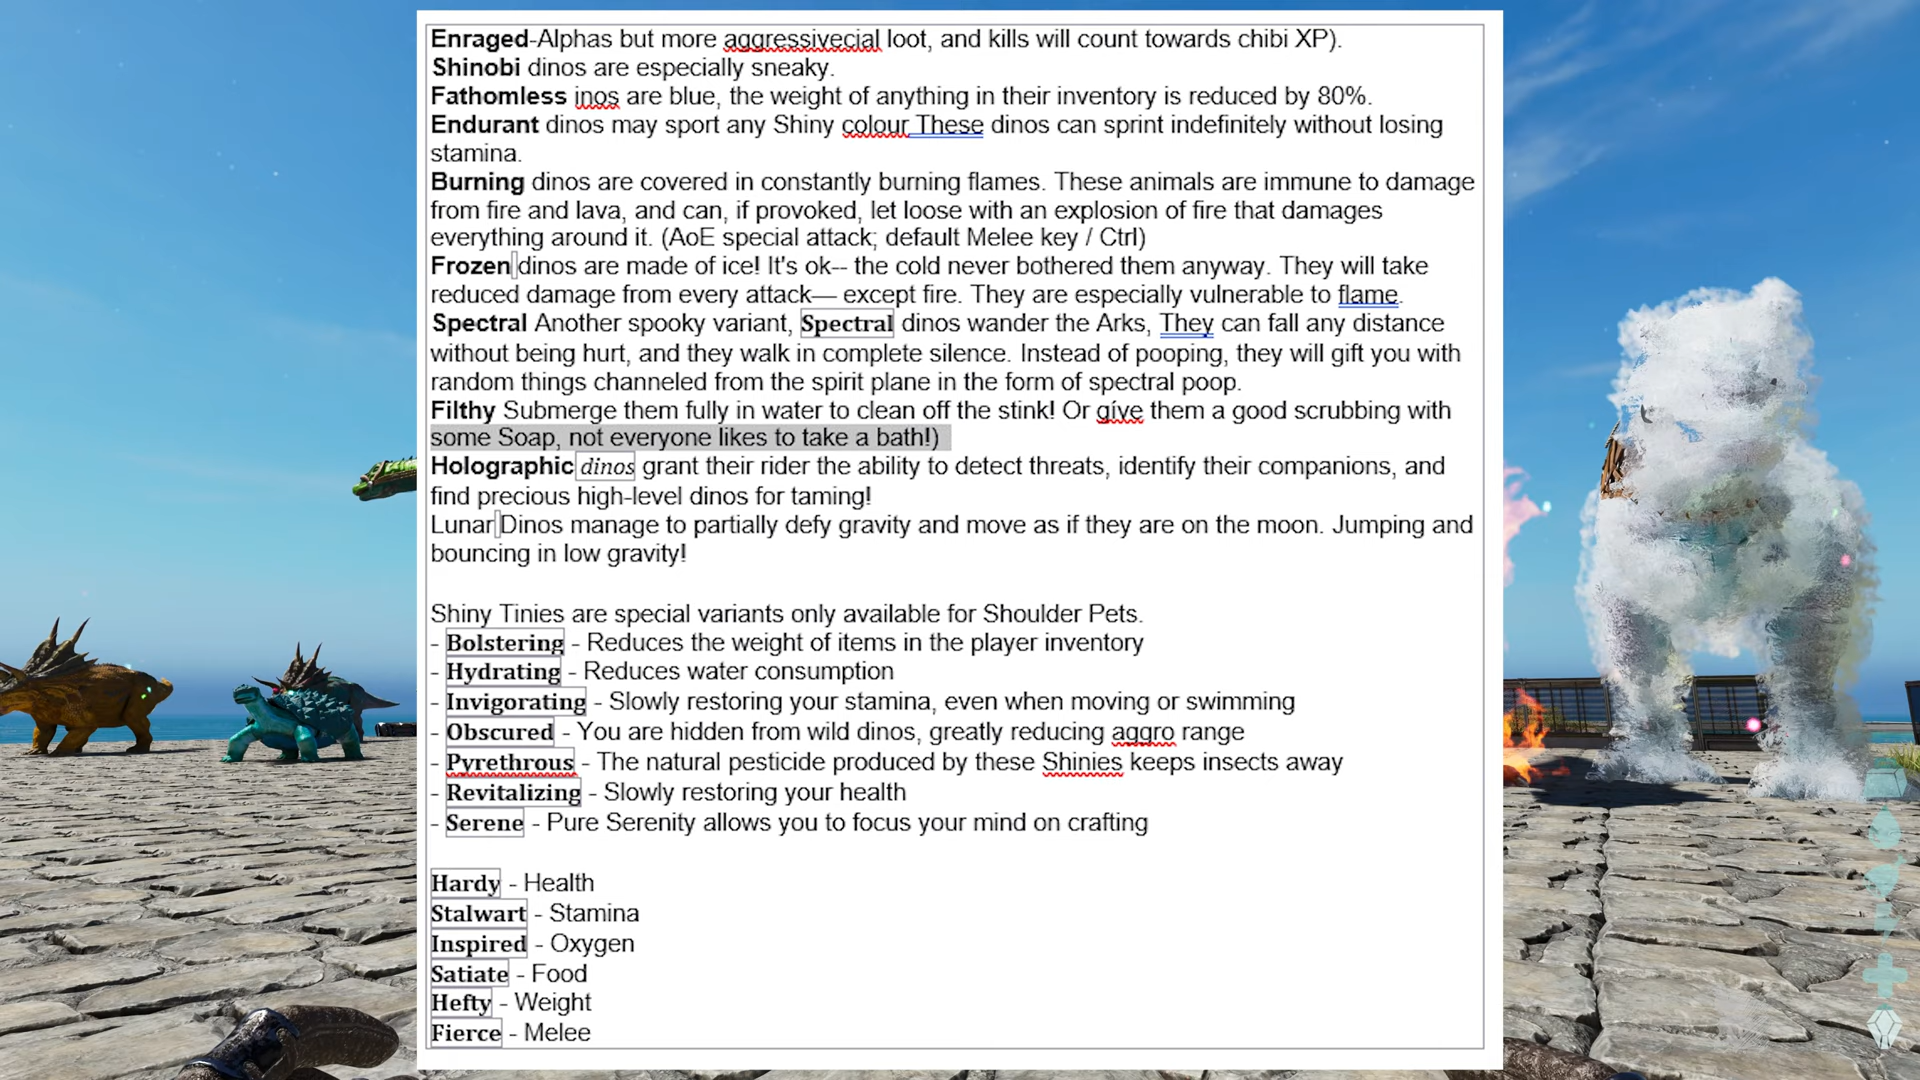 Enraged-Alphas but more aggressivecial loot, and kills will count towards chibi XP).
Shinobi dinos are especially sneaky.
Fathomless inos are blue, the weight of anything in their inventory is reduced by 80%.
Endurant dinos may sport any Shiny colour These dinos can sprint indefinitely without losing
stamina.
Burning dinos are covered in constantly burning flames. These animals are immune to damage
from fire and lava, and can, if provoked, let loose with an explosion of fire that damages
everything around it. (AoE special attack; default Melee key / Ctrl)
Frozen dinos are made of ice! It's ok-- the cold never bothered them anyway. They will take
reduced damage from every attack— except fire. They are especially vulnerable to flame.
Spectral Another spooky variant, Spectral dinos wander the Arks, They can fall any distance
without being hurt, and they walk in complete silence. Instead of pooping, they will gift you with
random things channeled from the spirit plane in the form of spectral poop.
Filthy Submerge them fully in water to clean off the stink! Or gíve them a good scrubbing with
some Soap, not everyone likes to take a bath!)
Holographic dinos grant their rider the ability to detect threats, identify their companions, and
find precious high-level dinos for taming!
Lunar Dinos manage to partially defy gravity and move as if they are on the moon. Jumping and
bouncing in low gravity!
Shiny Tinies are special variants only available for Shoulder Pets.
- Bolstering - Reduces the weight of items in the player inventory
- Hydrating - Reduces water consumption
- Invigorating - Slowly restoring your stamina, even when moving or swimming
- Obscured - You are hidden from wild dinos, greatly reducing aggro range
- Pyrethrous - The natural pesticide produced by these Shinies keeps insects away
- Revitalizing - Slowly restoring your health
- Serene - Pure Serenity allows you to focus your mind on crafting
Hardy - Health
Stalwart - Stamina
Inspired - Oxygen
Satiate - Food
Hefty - Weight
Fierce - Melee